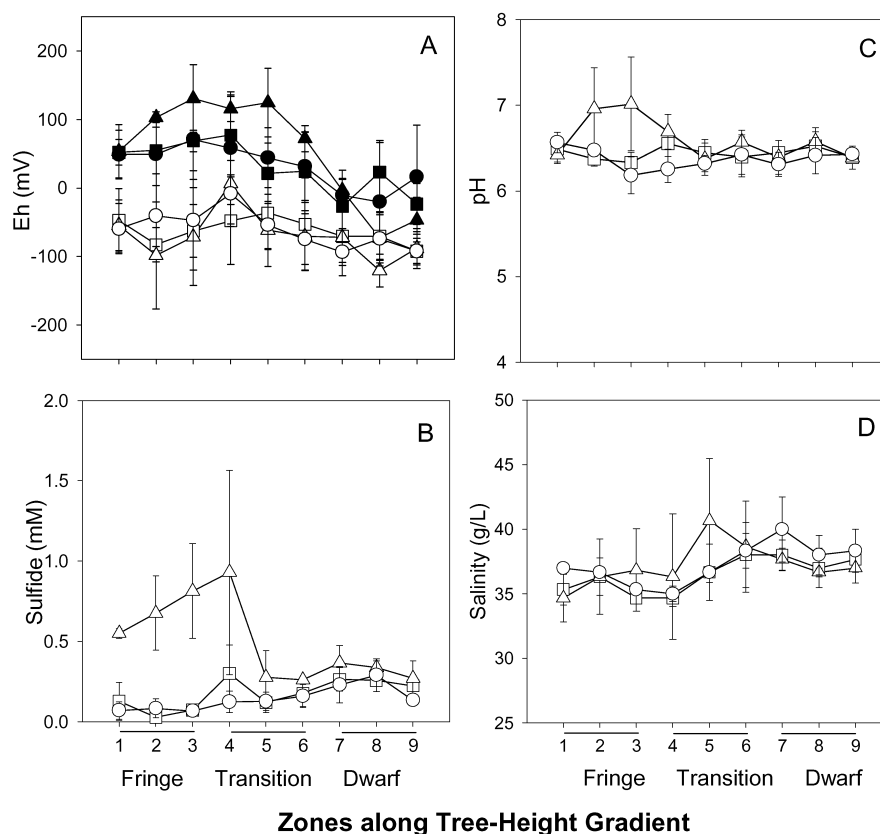 A
Eh (mV)
200
100
0
-100
-200
C
pH
8
7
6
5
4
B
Sulfide (mM)
2.0
1.5
1.0
0.5
0.0
1 2 3 4 5 6 7 8 9
Fringe Transition Dwarf
D
Salinity (g/L)
50
45
40
35
30
25
1 2 3 4 5 6 7 8 9
Fringe Transition Dwarf
Zones along Tree-Height Gradient